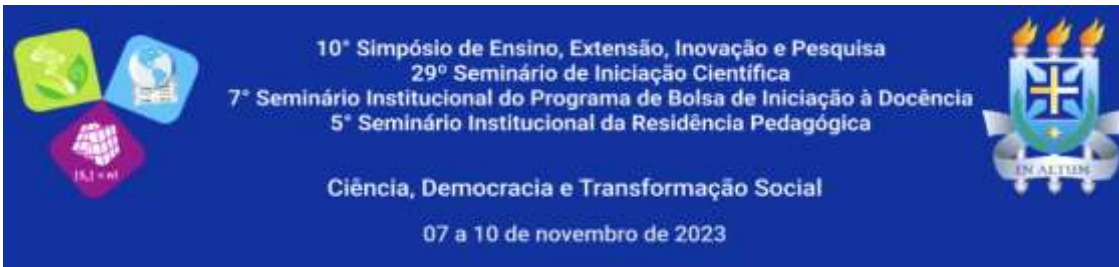 10° Simpósio de Ensino, Extensão, Inovação e Pesquisa
29º Seminário de Iniciação Científica
7° Seminário Institucional do Programa de Bolsa de Iniciação à Docência
5° Seminário Institucional da Residência Pedagógica
Ciência, Democracia e Transformação Social
07 a 10 de novembro de 2023
IN ALTUM